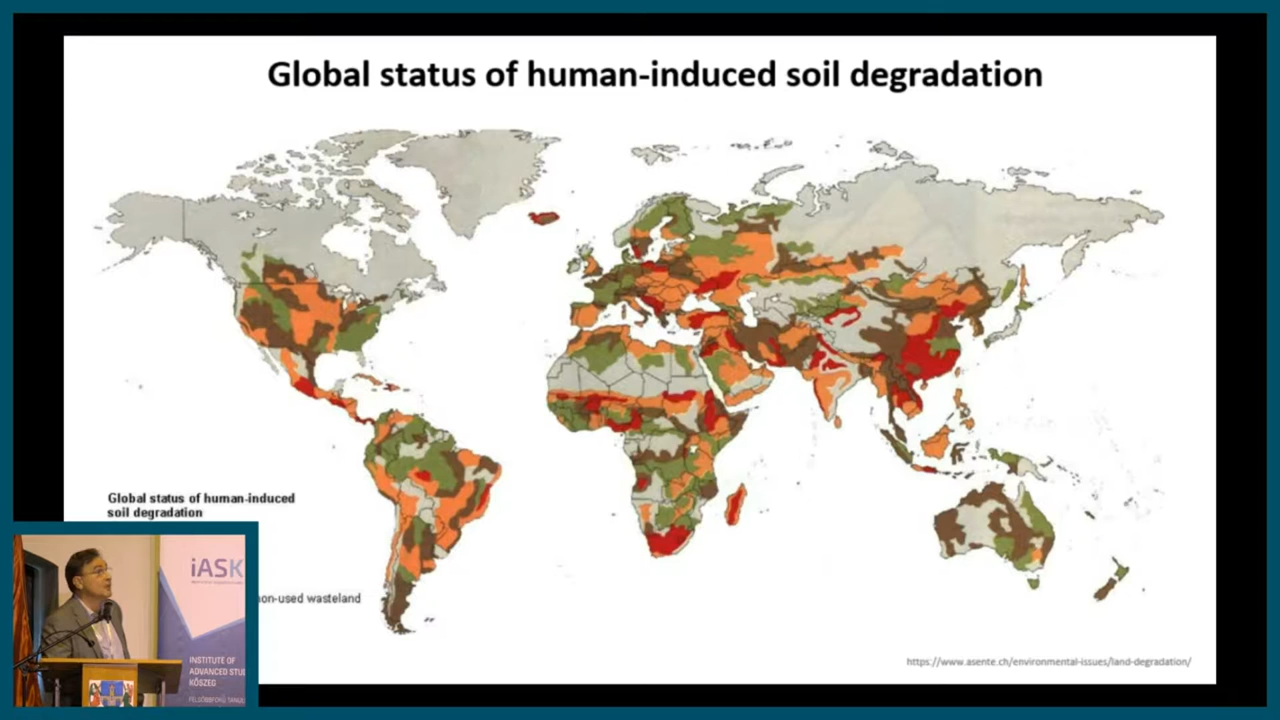 Global status of human-induced soil degradation
Global status of human-induced
soil degradation
non-used wasteland
https://www.asente.ch/environmental-issues/land-degradation/
iASK
INSTITUTE OF
ADVANCED STU
KŐSZEG